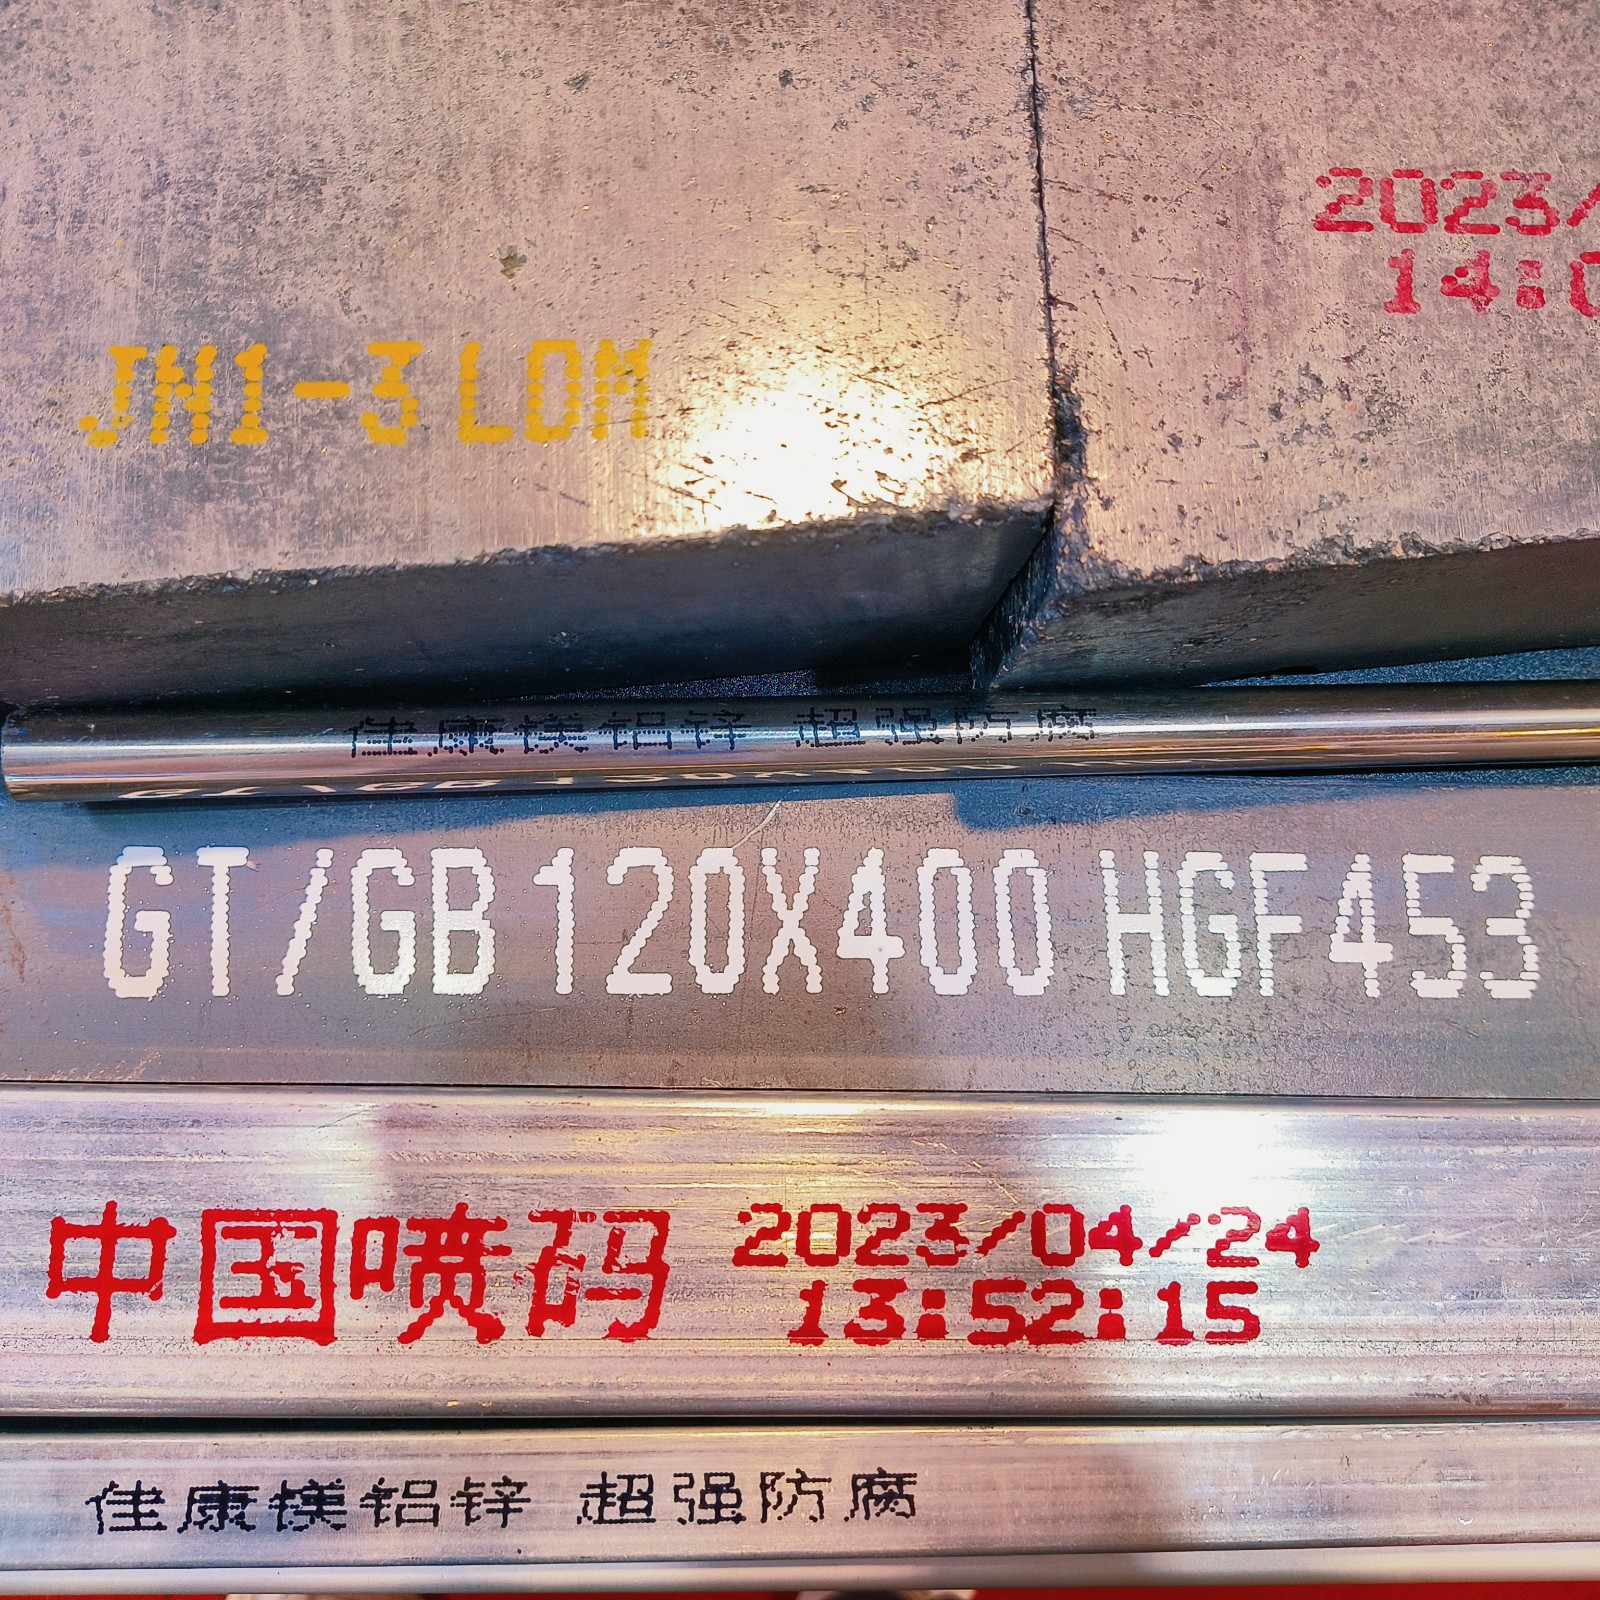 2023/
14:0
JN1-3 LDM
佳康镁铝锌 超强防腐
GT/GB 120X400 HGF453
中国喷码 2023/04/24
13:52:15
佳康镁铝锌 超强防腐